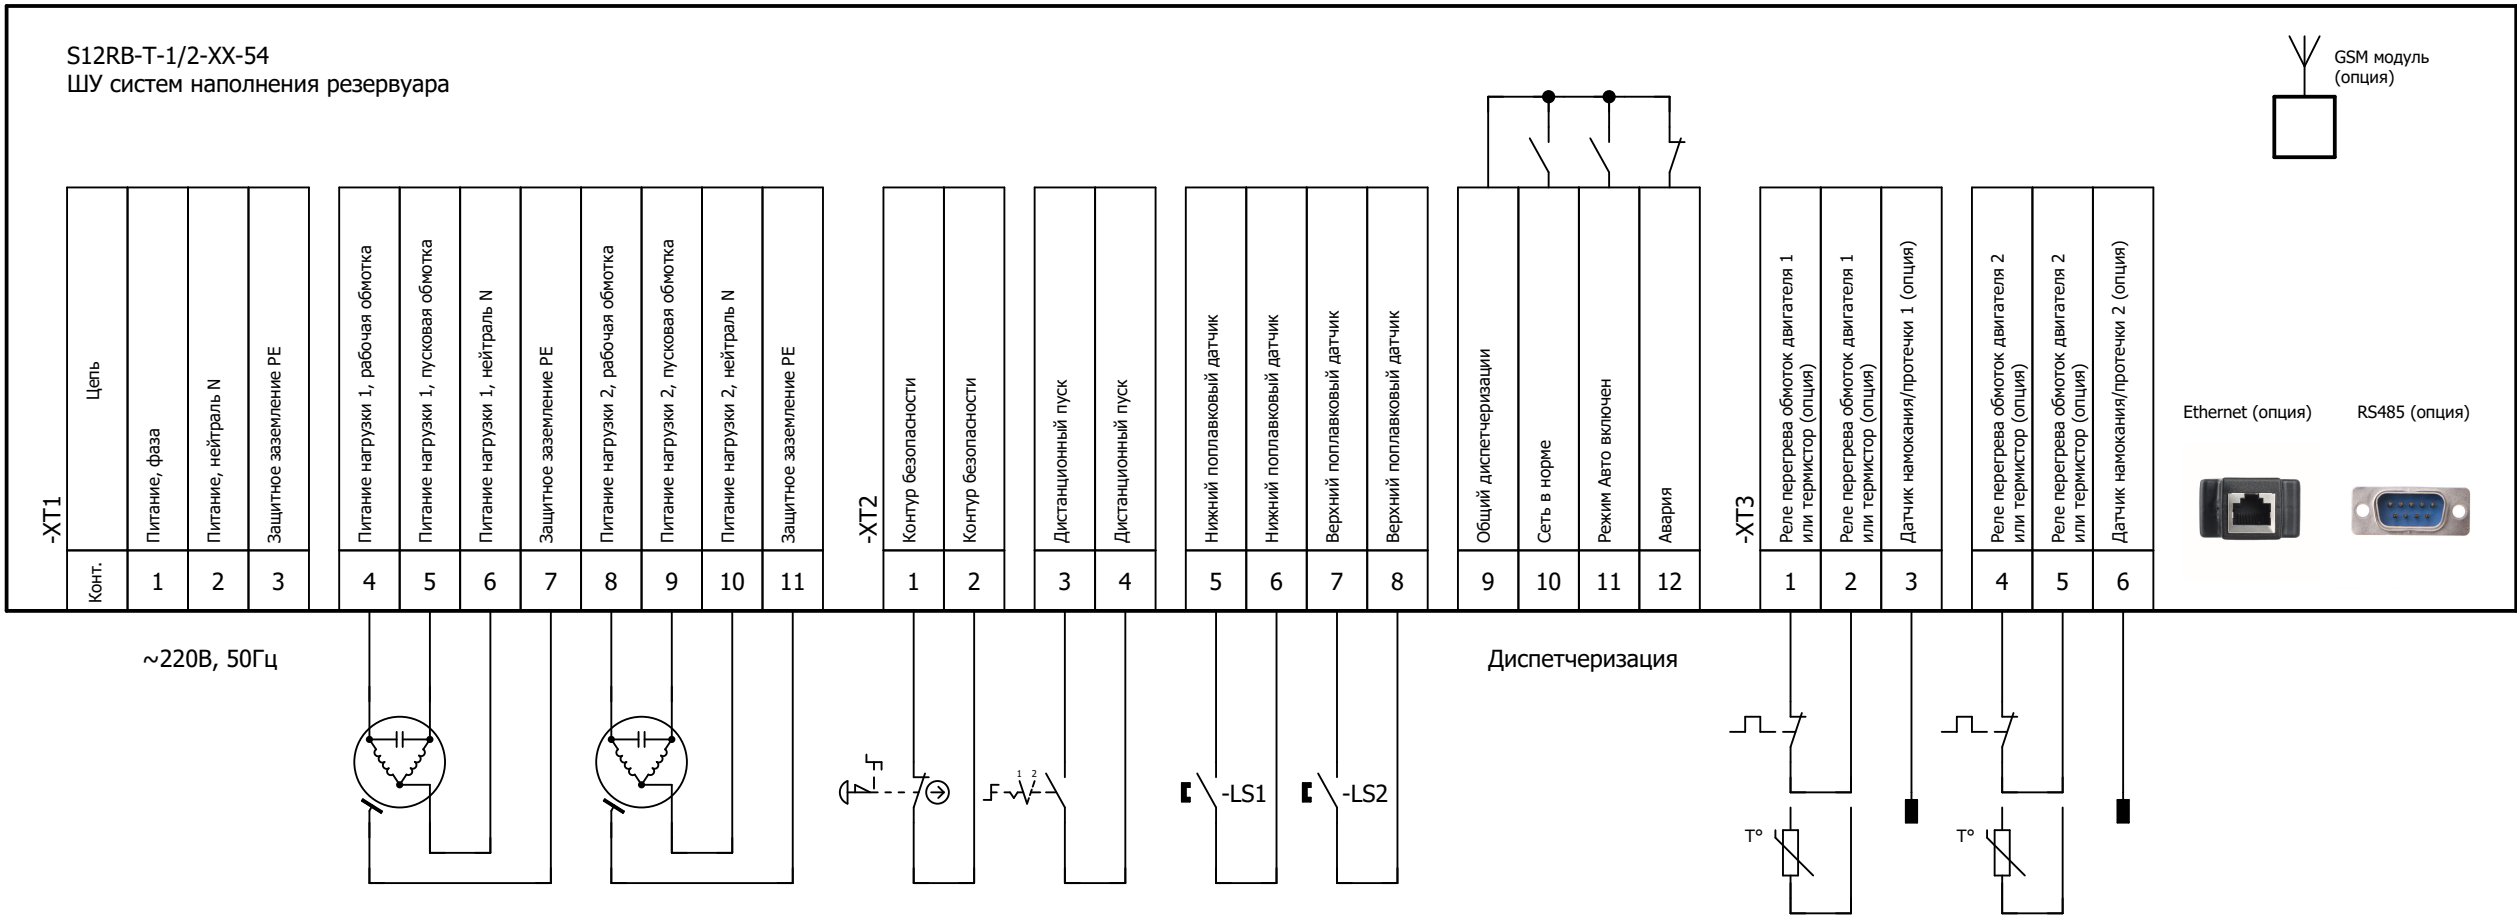 S12RB-T-1/2-XX-54
ШУ систем наполнения резервуара
GSM модуль
(опция)
-XT1
Цепь
Питание, фаза
Питание, нейтраль N
Защитное заземление PE
Питание нагрузки 1, рабочая обмотка
Питание нагрузки 1, пусковая обмотка
Питание нагрузки 1, нейтраль N
Защитное заземление PE
Питание нагрузки 2, рабочая обмотка
Питание нагрузки 2, пусковая обмотка
Питание нагрузки 2, нейтраль N
Защитное заземление PE
Конт.
1
2
3
4
5
6
7
8
9
10
11
-XT2
Контур безопасности
Контур безопасности
Дистанционный пуск
Дистанционный пуск
Нижний поплавковый датчик
Нижний поплавковый датчик
Верхний поплавковый датчик
Верхний поплавковый датчик
Общий диспетчеризации
Сеть в норме
Режим Авто включен
Авария
1
2
3
4
5
6
7
8
9
10
11
12
-XT3
Реле перегрева обмоток двигателя 1
или термистор (опция)
Реле перегрева обмоток двигателя 1
или термистор (опция)
Датчик намокания/протечки 1 (опция)
Реле перегрева обмоток двигателя 2
или термистор (опция)
Реле перегрева обмоток двигателя 2
или термистор (опция)
Датчик намокания/протечки 2 (опция)
1
2
3
4
5
6
Ethernet (опция)
RS485 (опция)
~220В, 50Гц
Диспетчеризация
1 2
-LS1
-LS2
T°
T°